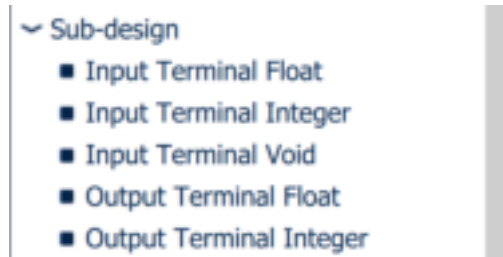 Sub-design
Input Terminal Float
Input Terminal Integer
Input Terminal Void
Output Terminal Float
Output Terminal Integer